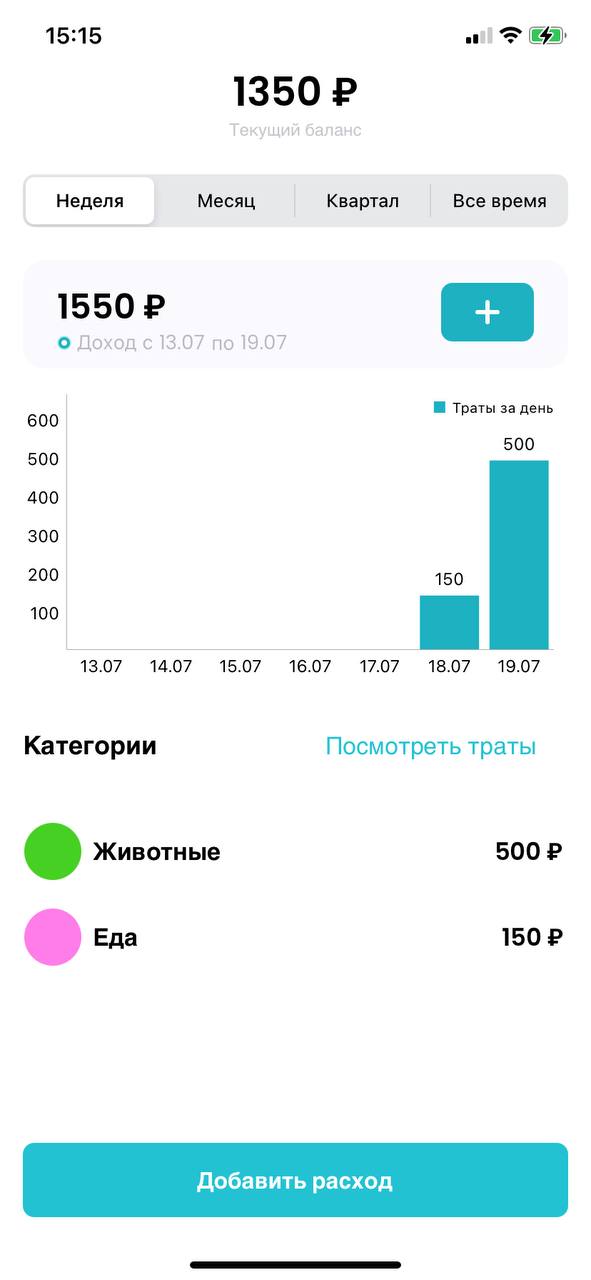 15:15
1350 ₽
Текущий баланс
Неделя Месяц Квартал Все время
1550 ₽
Доход с 13.07 по 19.07
+
Траты за день
600
500
400
300
200
100
500
150
13.07 14.07 15.07 16.07 17.07 18.07 19.07
Категории Посмотреть траты
Животные 500 ₽
Еда 150 ₽
Добавить расход